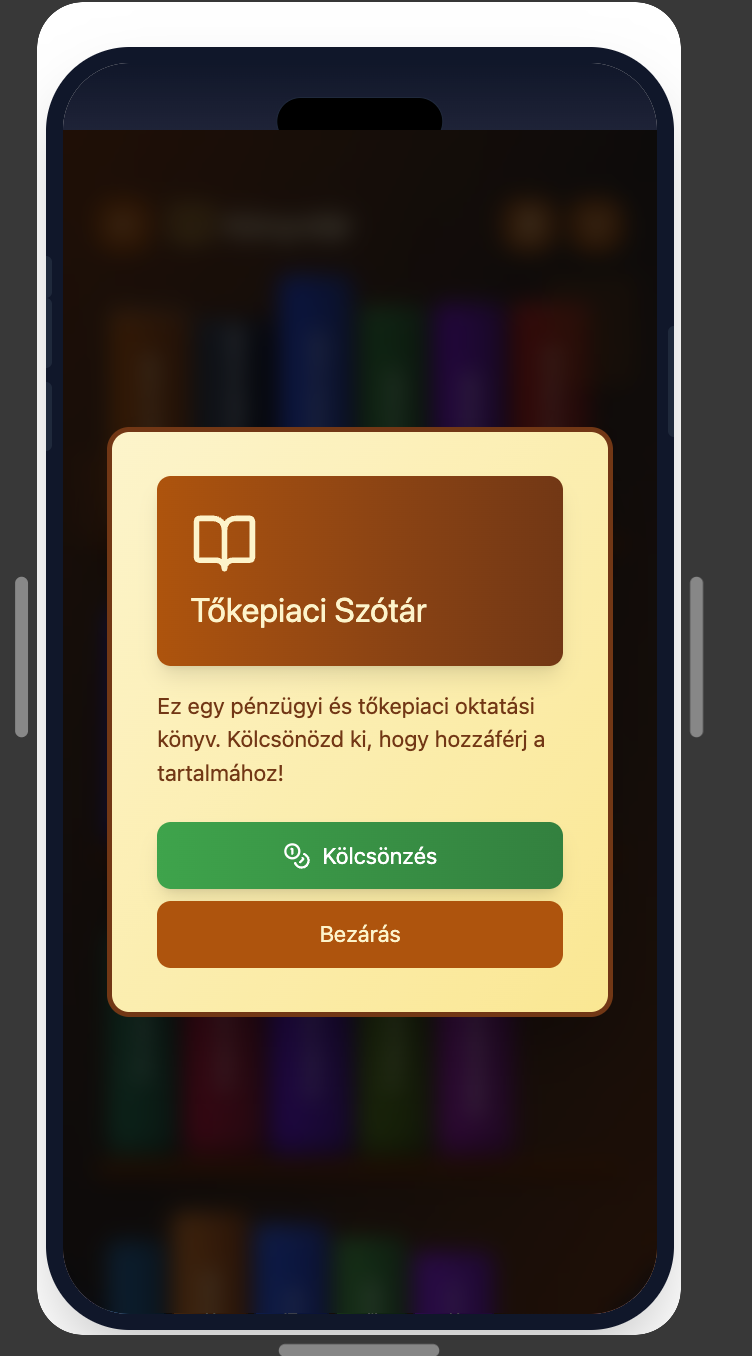 Tőkepiaci Szótár
Ez egy pénzügyi és tőkepiaci oktatási
könyv. Kölcsönözd ki, hogy hozzáférj a
tartalmához!
Kölcsönzés
Bezárás